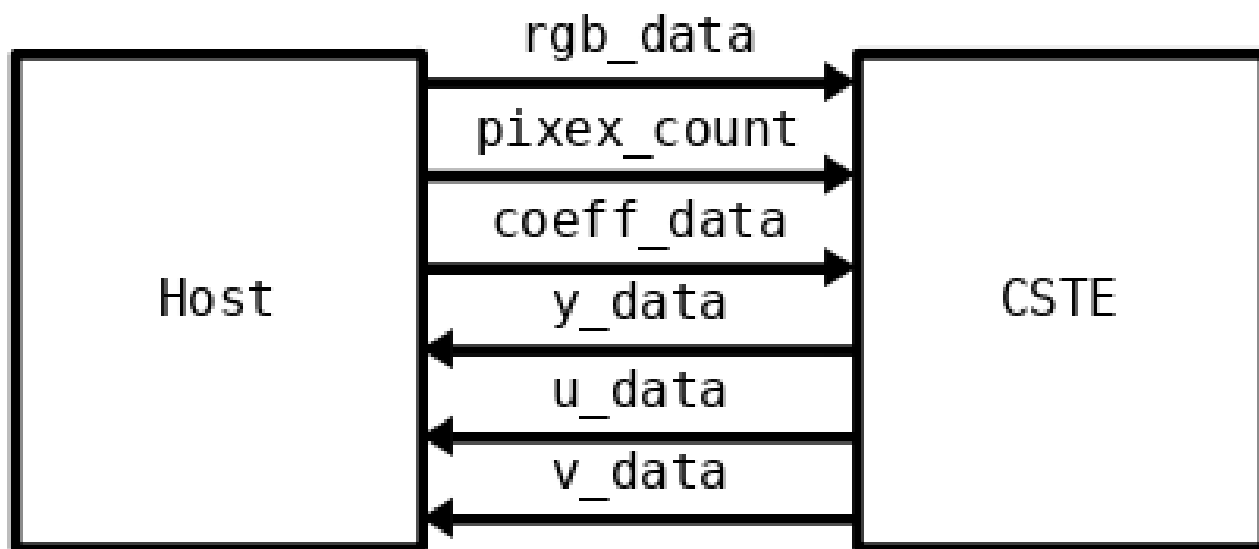 rgb_data
pixex_count
coeff_data
Host
CSTE
y_data
u_data
v_data